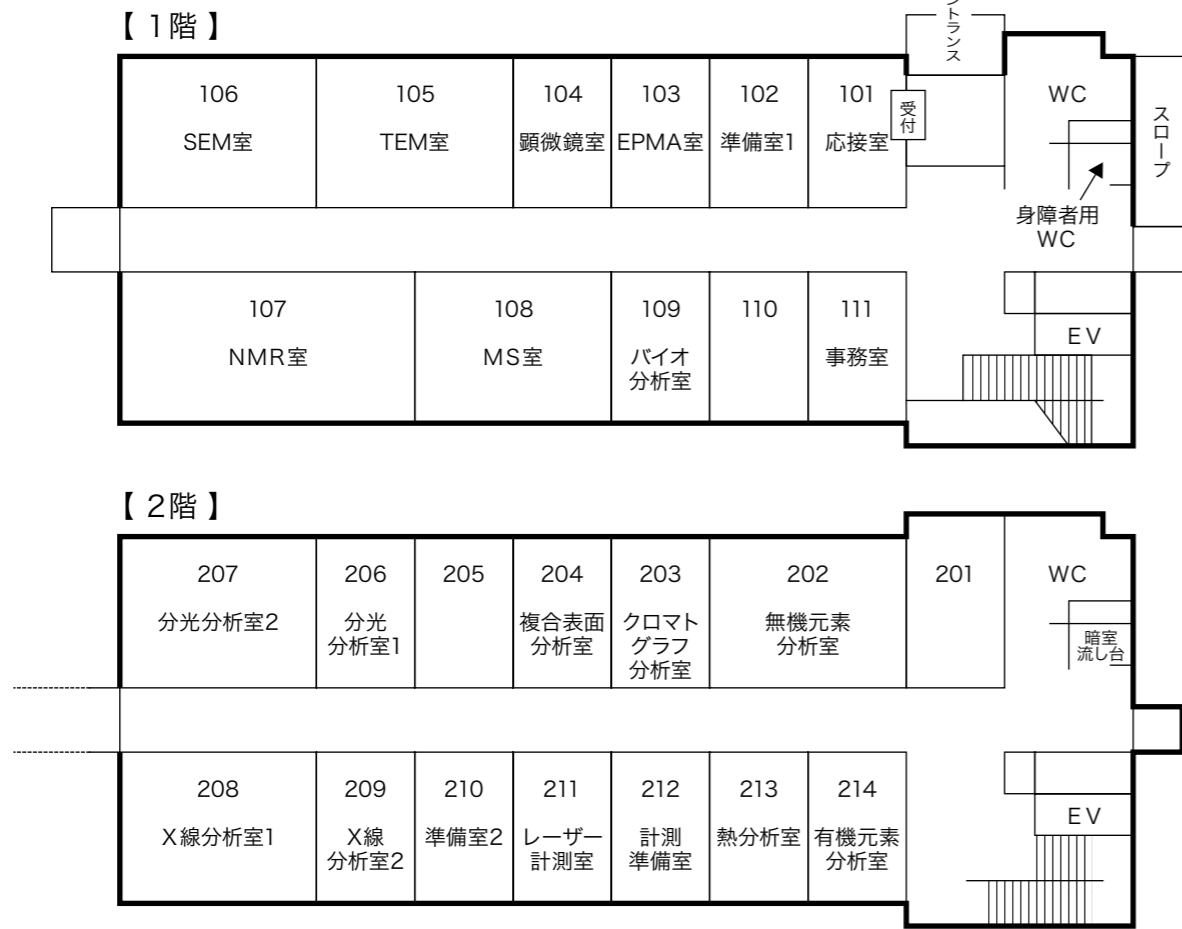 【 1階 】
ントランス
106
SEM室
105
TEM室
104
顕微鏡室
103
EPMA室
102
準備室1
101
応接室
受付
WC
スロープ
身障者用
WC
107
NMR室
108
MS室
109
バイオ
分析室
110
111
事務室
EV
【 2階 】
207
分光分析室2
206
分光
分析室1
205
204
複合表面
分析室
203
クロマト
グラフ
分析室
202
無機元素
分析室
201
WC
暗室
流し台
208
X線分析室1
209
X線
分析室2
210
準備室2
211
レーザー
計測室
212
計測
準備室
213
熱分析室
214
有機元素
分析室
EV